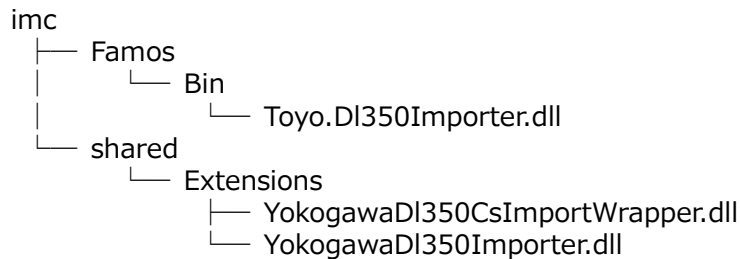 imc
Famos
Bin
Toyo.Dl350Importer.dll
shared
Extensions
YokogawaDl350CsImportWrapper.dll
YokogawaDl350Importer.dll